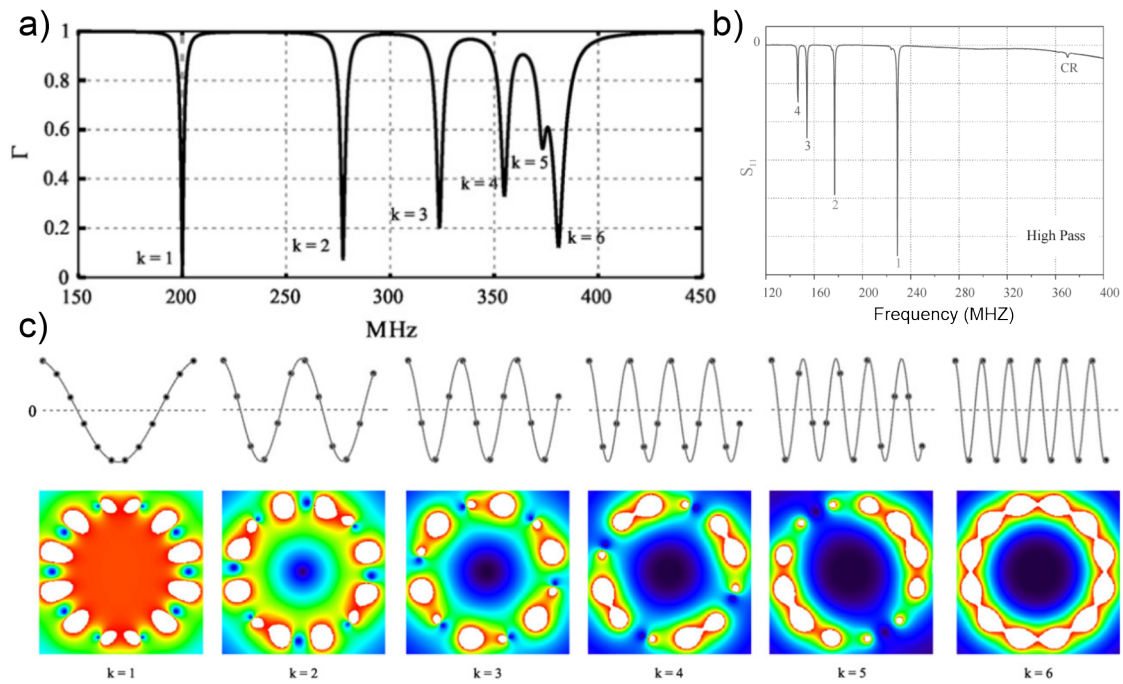 a)
1
0.8
0.6
0.4
0.2
0
Γ
k = 1
k = 2
k = 3
k = 4
k = 5
k = 6
150 200 250 300 350 400 450
MHz
b)
0
S11
4
3
2
1
CR
High Pass
120 160 200 240 280 320 360 400
Frequency (MHZ)
c)
0
k = 1 k = 2 k = 3 k = 4 k = 5 k = 6